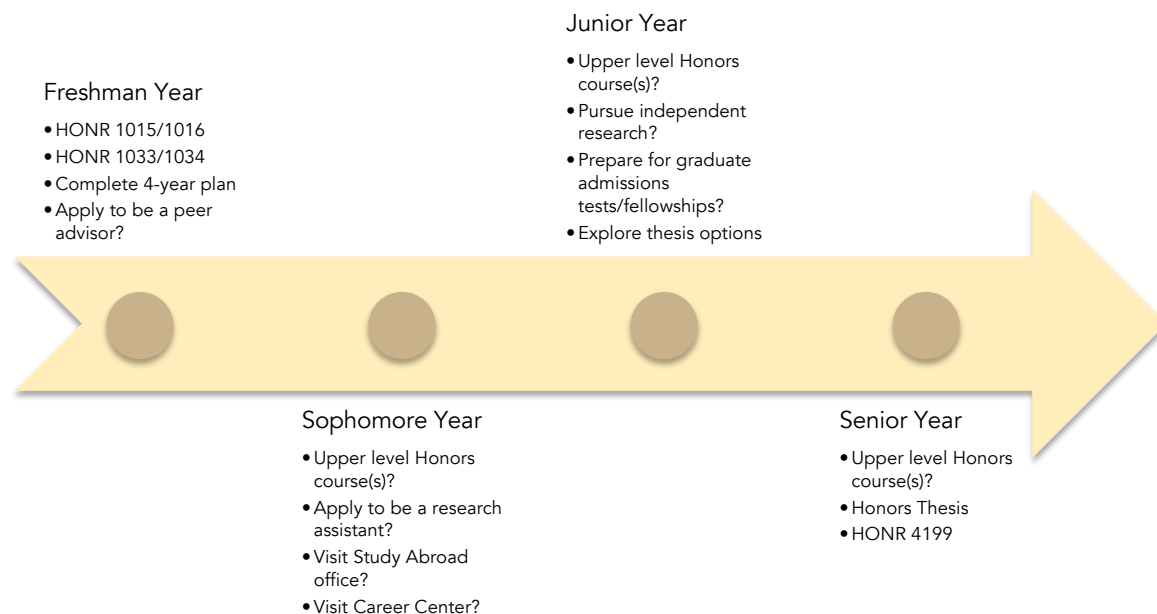 Freshman Year
• HONR 1015/1016
• HONR 1033/1034
• Complete 4-year plan
• Apply to be a peer
advisor?
Sophomore Year
• Upper level Honors
course(s)?
• Apply to be a research
assistant?
• Visit Study Abroad
office?
• Visit Career Center?
Junior Year
• Upper level Honors
course(s)?
• Pursue independent
research?
• Prepare for graduate
admissions
tests/fellowships?
• Explore thesis options
Senior Year
• Upper level Honors
course(s)?
• Honors Thesis
• HONR 4199